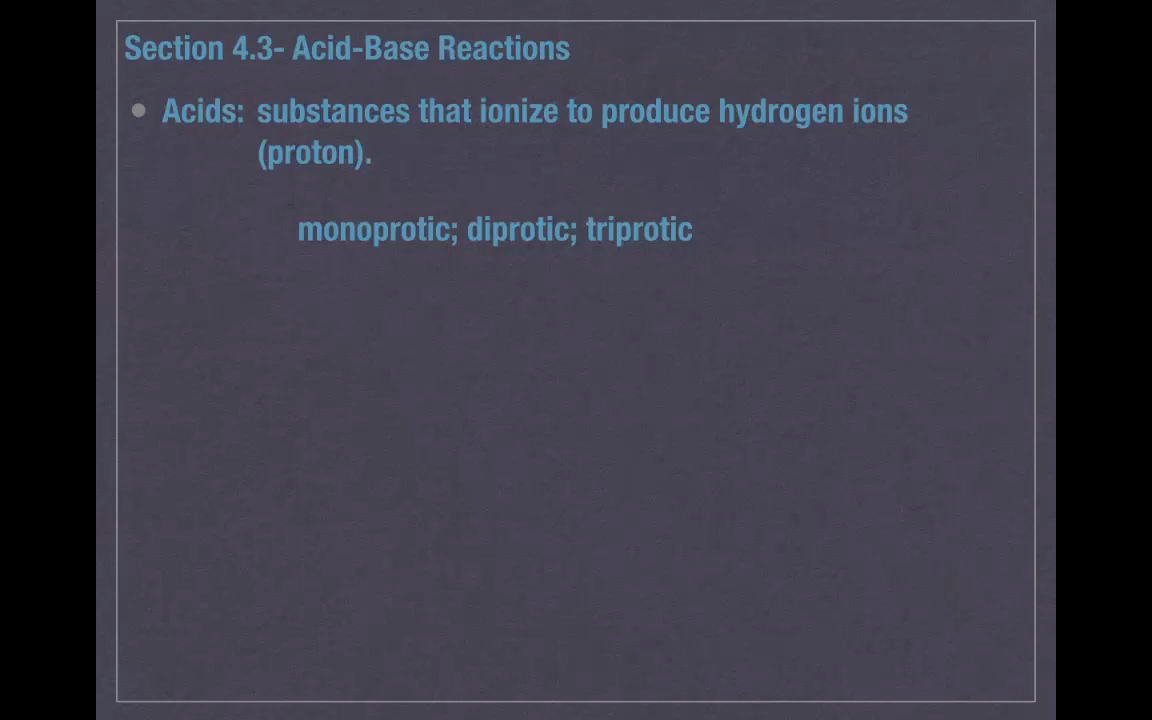 Section 4.3- Acid-Base Reactions
Acids: substances that ionize to produce hydrogen ions
(proton).
monoprotic; diprotic; triprotic